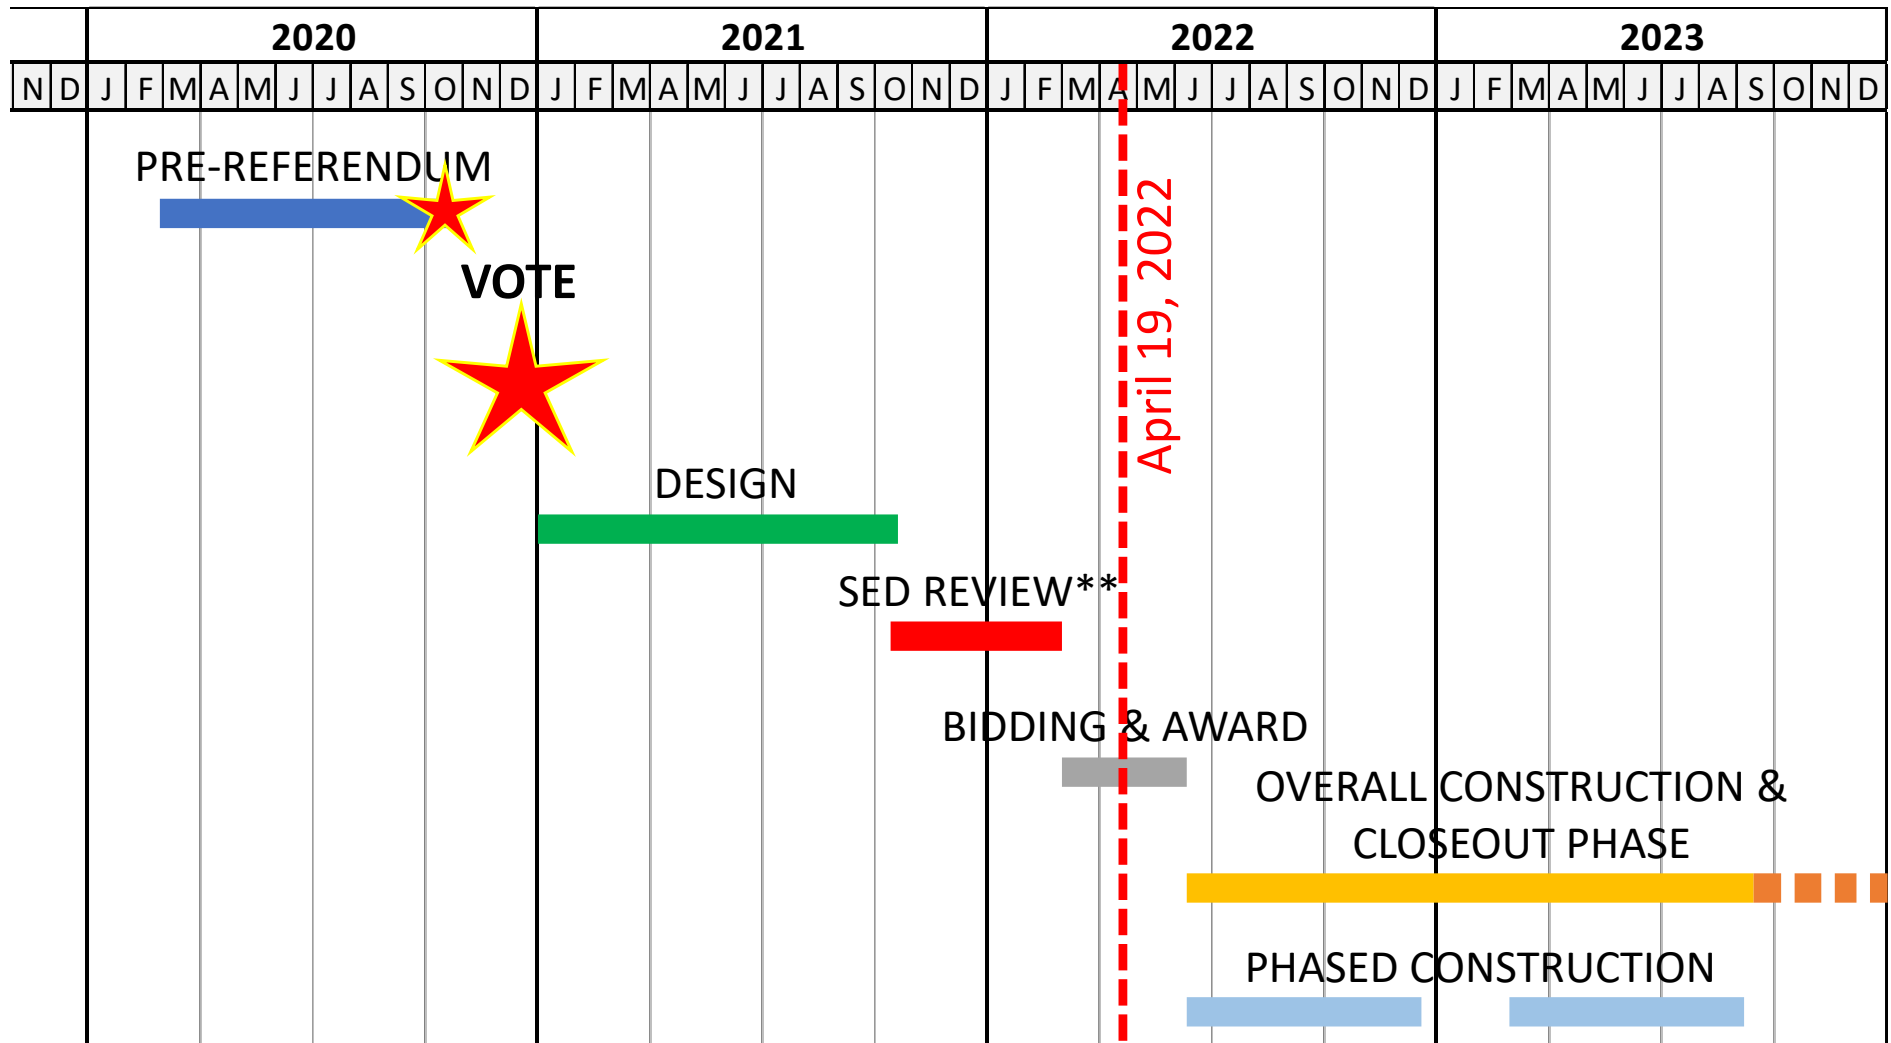 2020 2021 2022 2023
N D J F M A M J J A S O N D J F M A M J J A S O N D J F M A M J J A S O N D J F M A M J J A S O N D
PRE-REFERENDUM
VOTE
April 19, 2022
DESIGN
SED REVIEW**
BIDDING & AWARD
OVERALL CONSTRUCTION &
CLOSEOUT PHASE
PHASED CONSTRUCTION